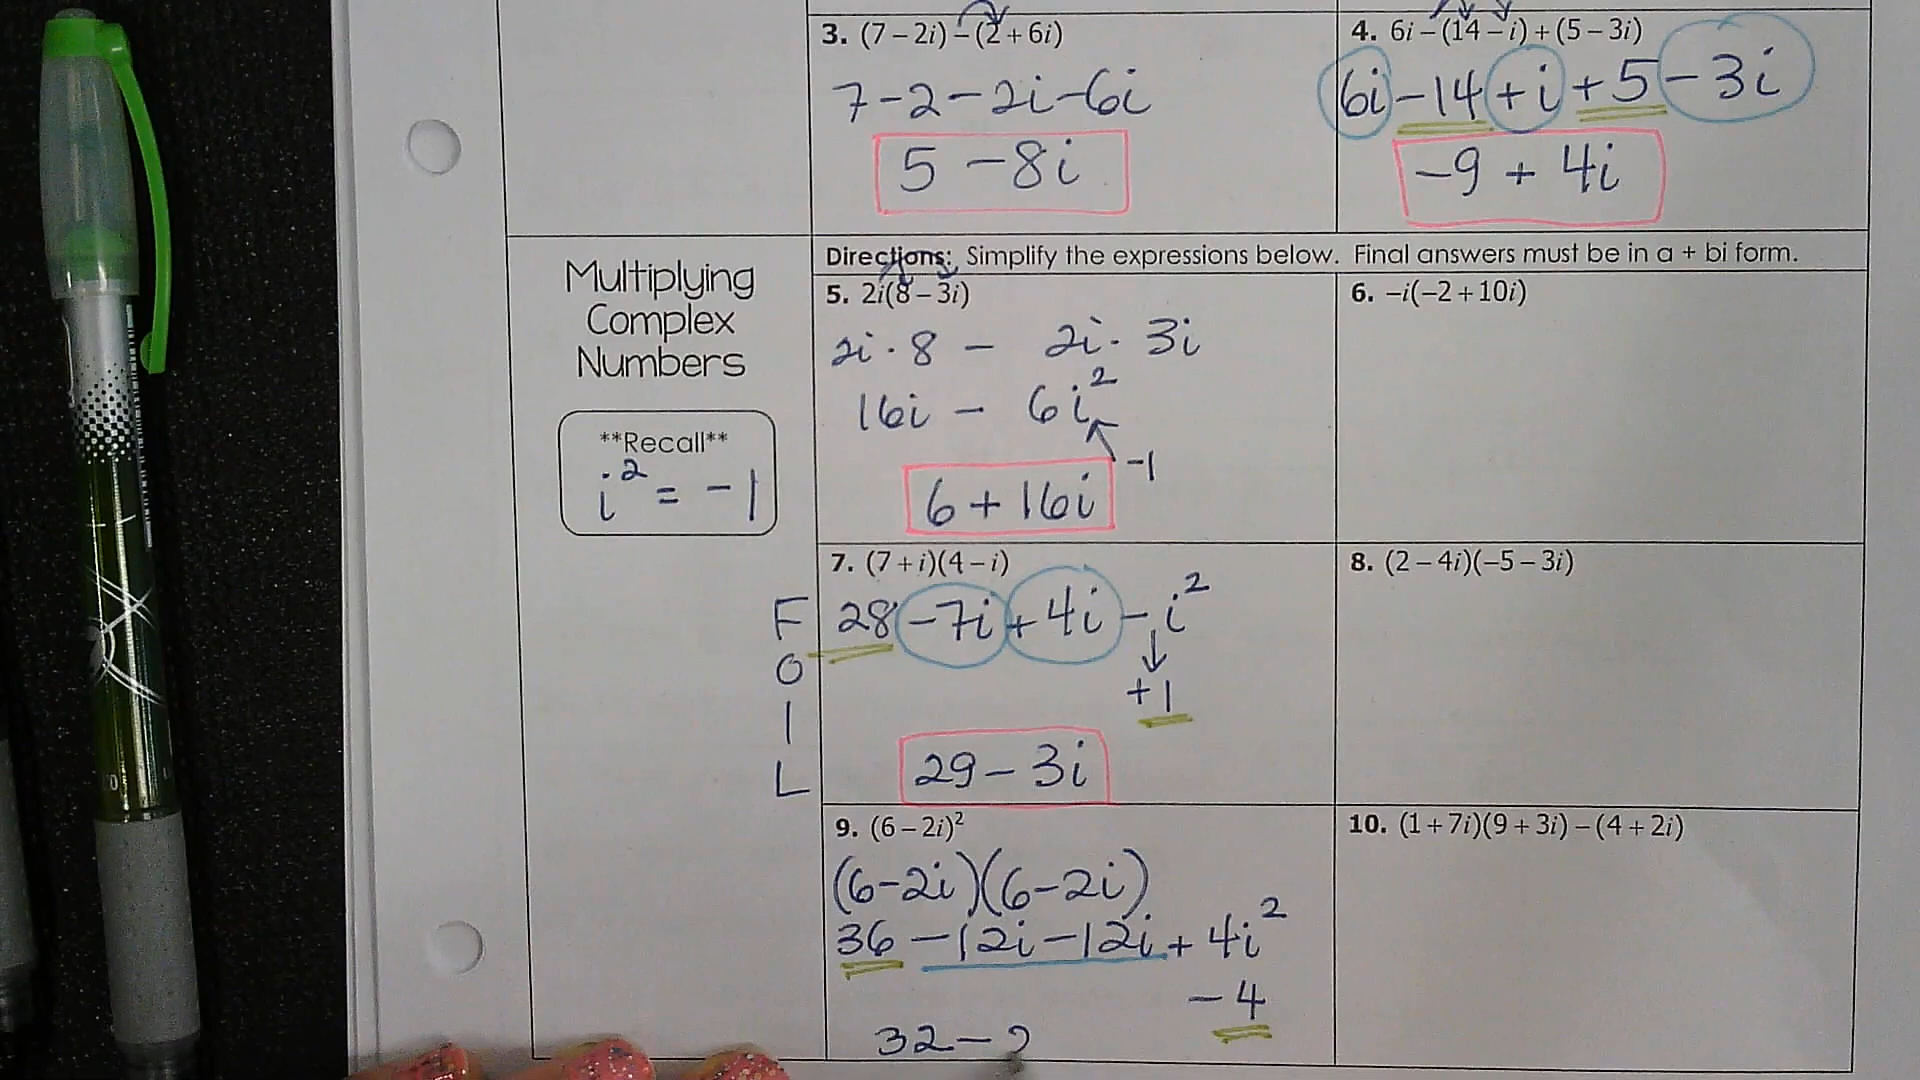 3. (7 – 2i) – (2 + 6i)
7 - 2 - 2i - 6i
5 - 8i
4. 6i – (14 – i) + (5 – 3i)
6i - 14 + i + 5 - 3i
-9 + 4i
Multiplying
Complex
Numbers
**Recall**
i² = -1
Directions: Simplify the expressions below. Final answers must be in a + bi form.
5. 2i(8 – 3i)
2i · 8 - 2i · 3i
16i - 6i²
-1
6 + 16i
6. –i(–2 + 10i)
7. (7 + i)(4 – i)
F
O
I
L
28 - 7i + 4i - i²
+1
29 - 3i
8. (2 – 4i)(–5 – 3i)
9. (6 – 2i)²
(6-2i)(6-2i)
36 - 12i - 12i + 4i²
-4
32 - 2
10. (1 + 7i)(9 + 3i) – (4 + 2i)